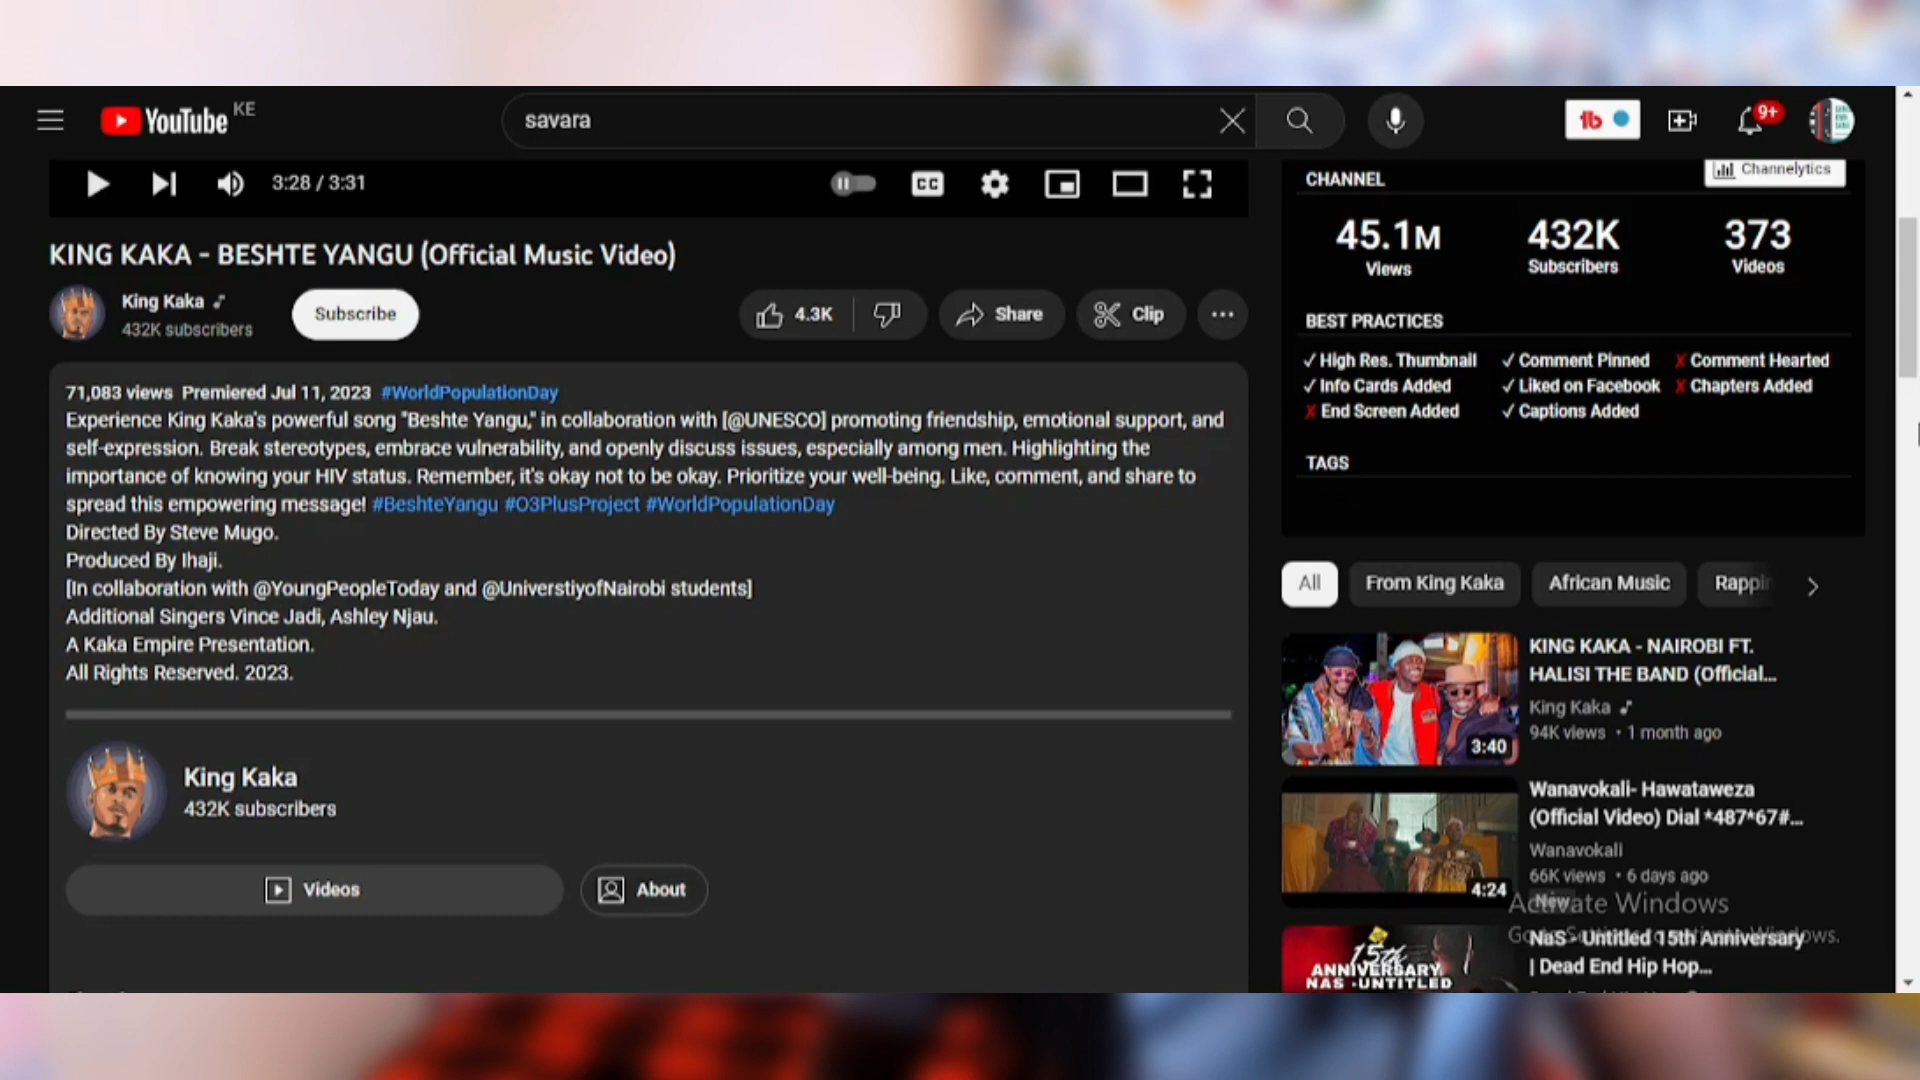 YouTube KE
savara
9+
3:28 / 3:31
CC
KING KAKA - BESHTE YANGU (Official Music Video)
King Kaka
432K subscribers
Subscribe
4.3K
Share
Clip
71,083 views Premiered Jul 11, 2023 #WorldPopulationDay
Experience King Kaka's powerful song "Beshte Yangu," in collaboration with [@UNESCO] promoting friendship, emotional support, and
self-expression. Break stereotypes, embrace vulnerability, and openly discuss issues, especially among men. Highlighting the
importance of knowing your HIV status. Remember, it's okay not to be okay. Prioritize your well-being. Like, comment, and share to
spread this empowering message! #BeshteYangu #O3PlusProject #WorldPopulationDay
Directed By Steve Mugo.
Produced By Ihaji.
[In collaboration with @YoungPeopleToday and @UniverstiyofNairobi students]
Additional Singers Vince Jadi, Ashley Njau.
A Kaka Empire Presentation.
All Rights Reserved. 2023.
King Kaka
432K subscribers
Videos
About
CHANNEL
Channelytics
45.1M 432K 373
Views Subscribers Videos
BEST PRACTICES
✓ High Res. Thumbnail ✓ Comment Pinned ✗ Comment Hearted
✓ Info Cards Added ✓ Liked on Facebook ✗ Chapters Added
✗ End Screen Added ✓ Captions Added
TAGS
All From King Kaka African Music Rappin
KING KAKA - NAIROBI FT.
HALISI THE BAND (Official...
King Kaka
94K views • 1 month ago
3:40
Wanavokali- Hawataweza
(Official Video) Dial *487*67#...
Wanavokali
66K views • 6 days ago
New
4:24
Activate Windows
Go to Settings to activate Windows.
NaS - Untitled 15th Anniversary
| Dead End Hip Hop...
15th
ANNIVERSARY
NAS -UNTITLED